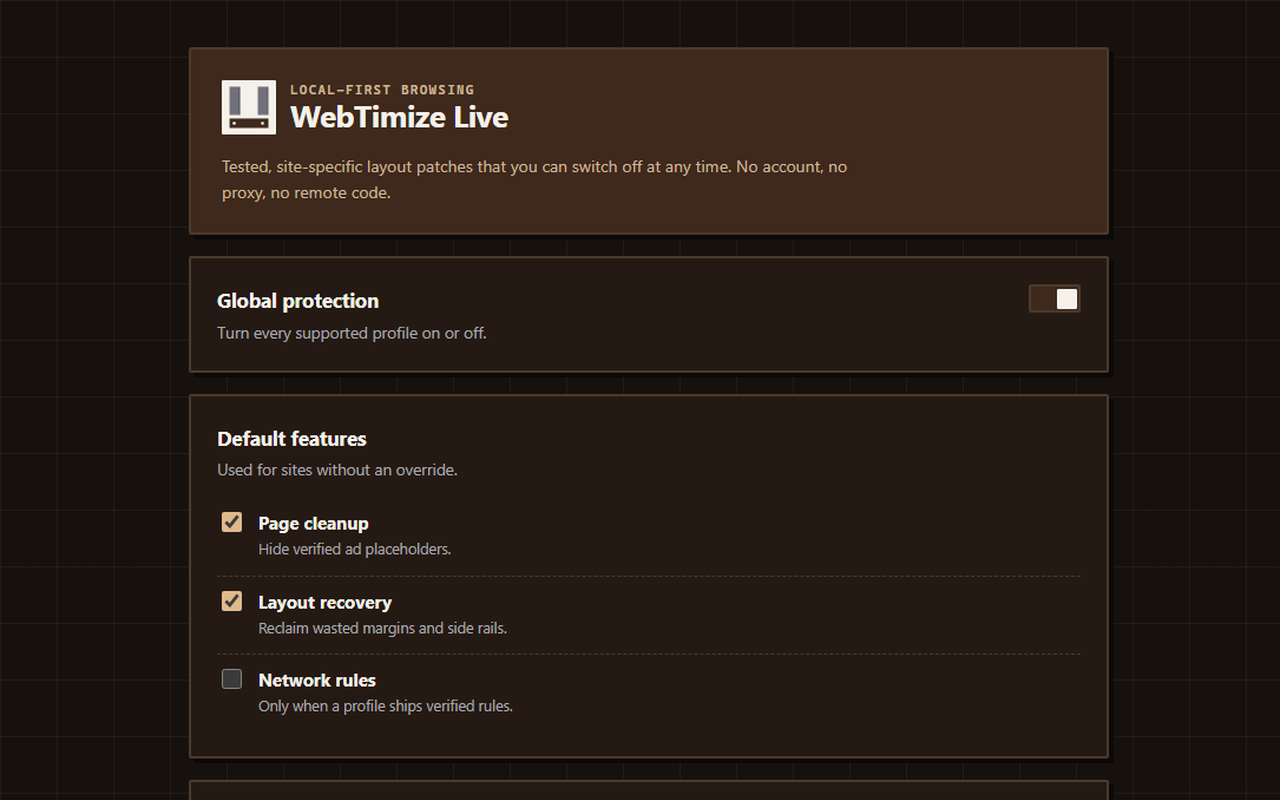 LOCAL-FIRST BROWSING
WebTimize Live
Tested, site-specific layout patches that you can switch off at any time. No account, no
proxy, no remote code.
Global protection
Turn every supported profile on or off.
Default features
Used for sites without an override.
Page cleanup
Hide verified ad placeholders.
Layout recovery
Reclaim wasted margins and side rails.
Network rules
Only when a profile ships verified rules.